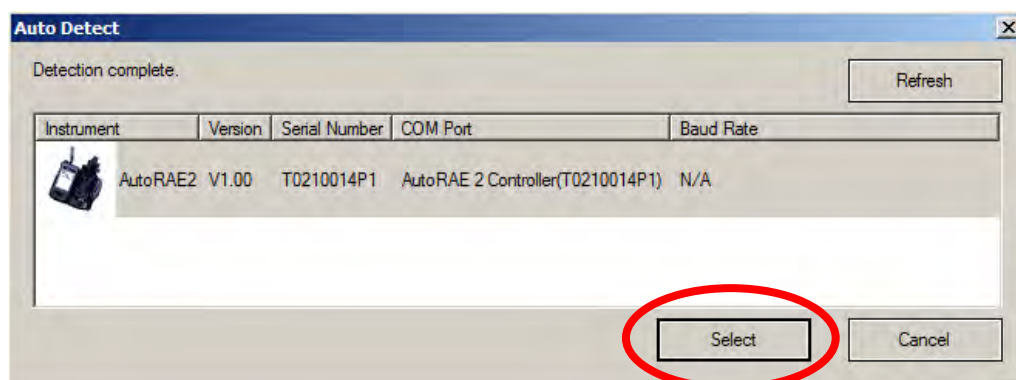 Auto Detect
Detection complete.
Refresh
Instrument Version Serial Number COM Port Baud Rate
AutoRAE2 V1.00 T0210014P1 AutoRAE 2 Controller(T0210014P1) N/A
Select Cancel